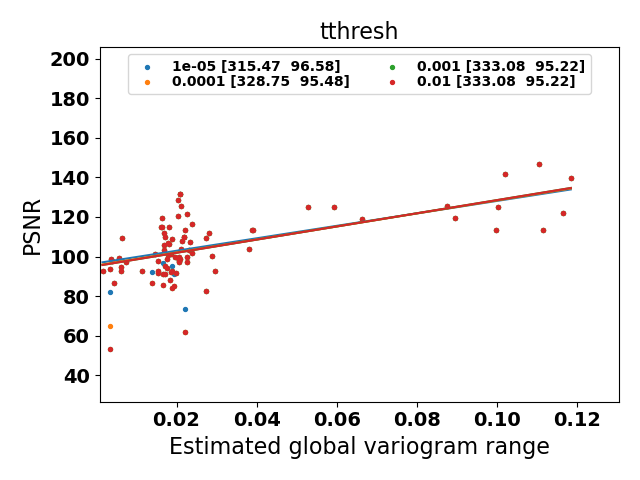 tthresh
1e-05 [315.47  96.58]
0.0001 [328.75  95.48]
0.001 [333.08  95.22]
0.01 [333.08  95.22]
200
180
160
140
120
100
80
60
40
PSNR
0.02 0.04 0.06 0.08 0.10 0.12
Estimated global variogram range